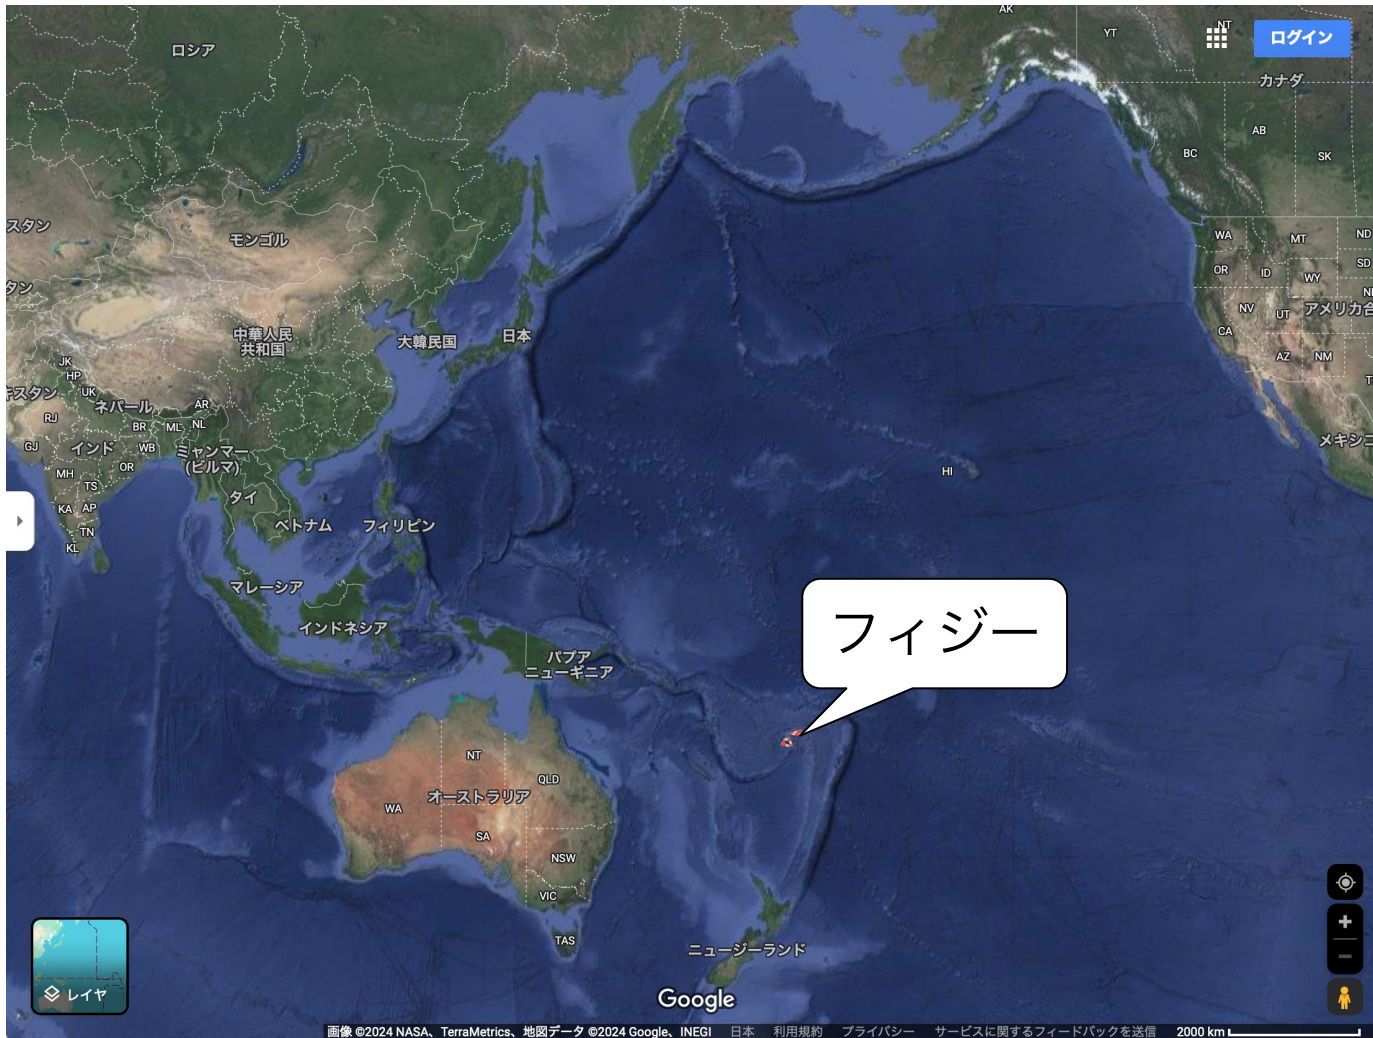 AK
NT
YT
ログイン
ロシア
カナダ
AB
BC
SK
スタン
モンゴル
WA
MT
ND
OR
ID
WY
SD
タン
NV
UT
アメリカ合
中華人民
共和国
大韓民国
日本
CA
AZ
NM
JK
HP
UK
キスタン
ネパール
AR
RJ
BR
ML
NL
GJ
インド
WB
ミャンマー
(ビルマ)
メキシコ
OR
MH
TS
HI
タイ
KA
AP
ベトナム
フィリピン
TN
KL
マレーシア
インドネシア
フィジー
パプア
ニューギニア
NT
QLD
オーストラリア
WA
SA
NSW
VIC
TAS
ニュージーランド
レイヤ
Google
画像 ©2024 NASA、TerraMetrics、地図データ ©2024 Google、INEGI 日本 利用規約 プライバシー サービスに関するフィードバックを送信 2000 km